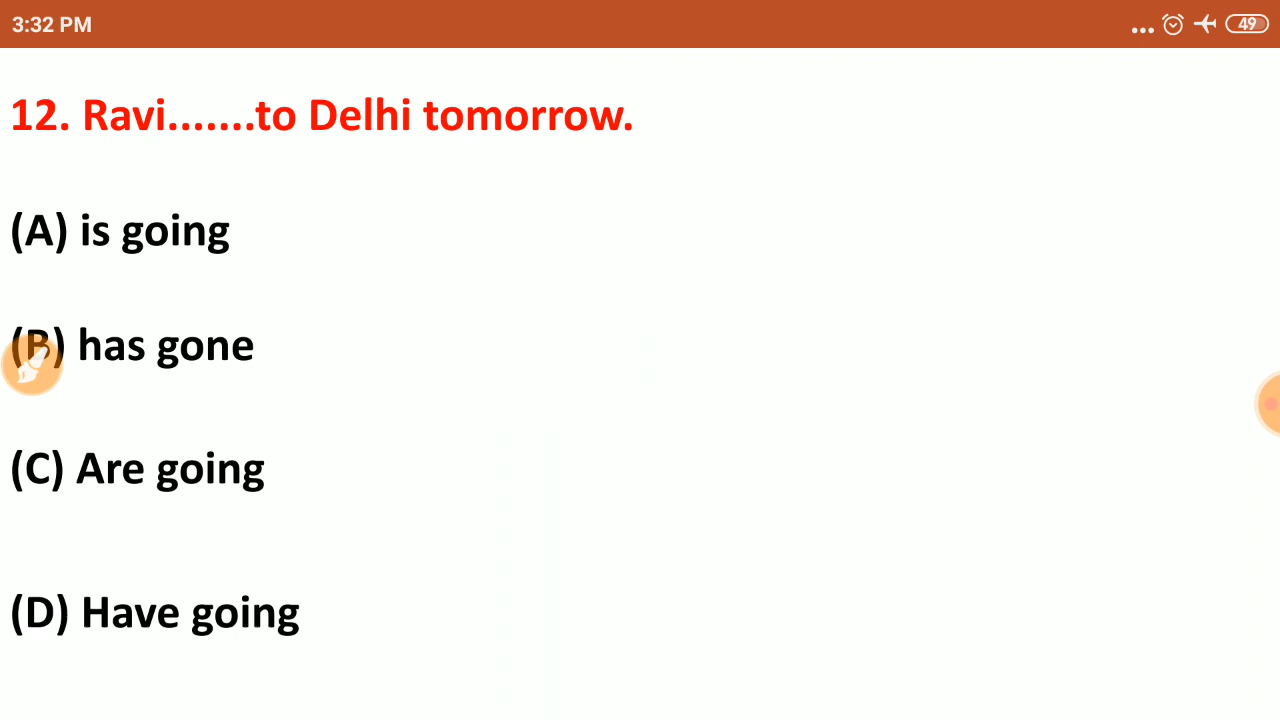 3:32 PM
49
12. Ravi.......to Delhi tomorrow.
(A) is going
(B) has gone
(C) Are going
(D) Have going